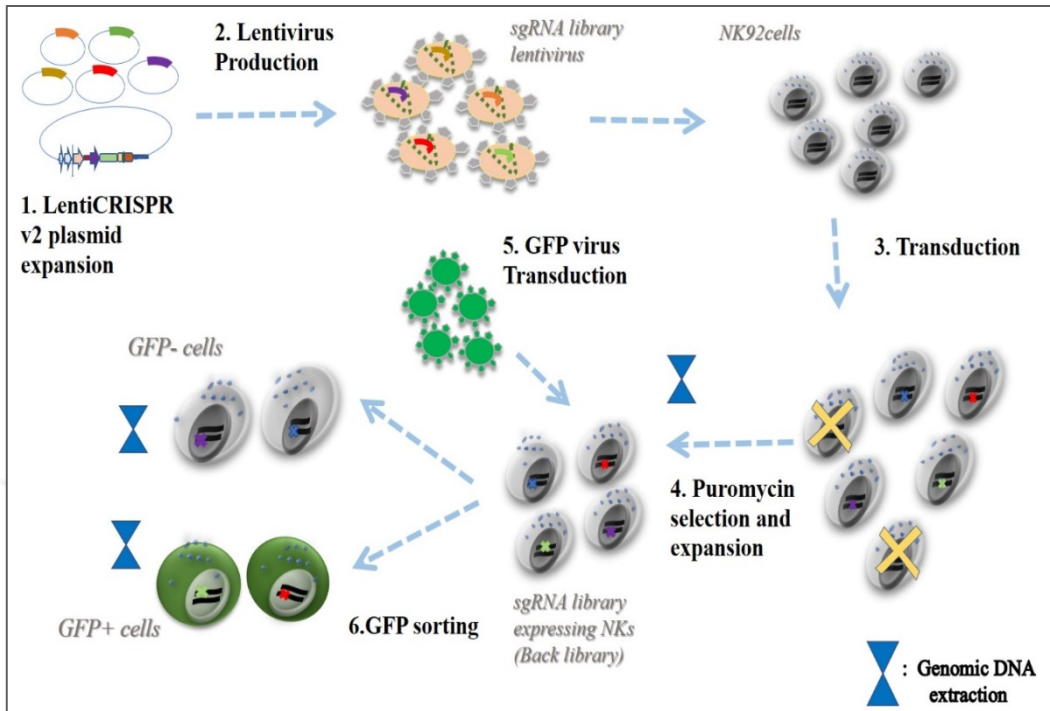 2. Lentivirus
Production
sgRNA library
lentivirus
NK92cells
1. LentiCRISPR
v2 plasmid
expansion
5. GFP virus
Transduction
3. Transduction
GFP- cells
4. Puromycin
selection and
expansion
GFP+ cells
6.GFP sorting
sgRNA library
expressing NKs
(Back library)
: Genomic DNA
extraction